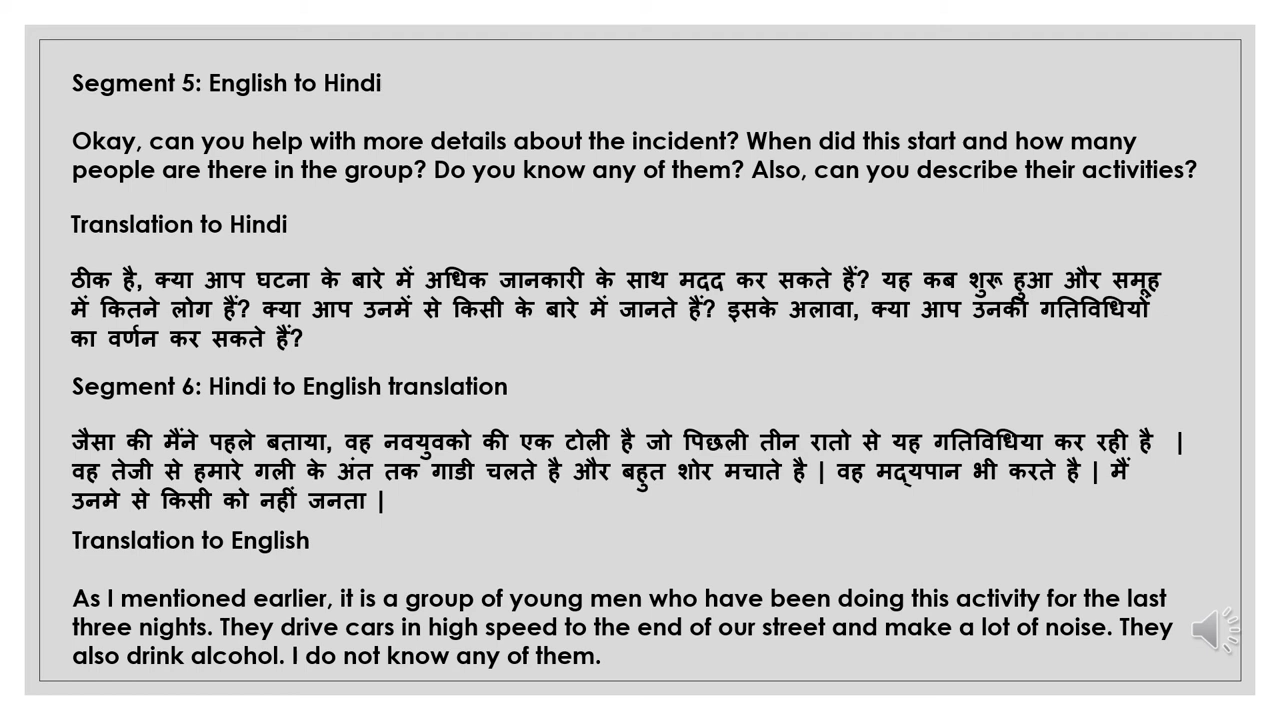 Segment 5: English to Hindi
Okay, can you help with more details about the incident? When did this start and how many
people are there in the group? Do you know any of them? Also, can you describe their activities?
Translation to Hindi
ठीक है, क्या आप घटना के बारे में अधिक जानकारी के साथ मदद कर सकते हैं? यह कब शुरू हुआ और समूह
में कितने लोग हैं? क्या आप उनमें से किसी के बारे में जानते हैं? इसके अलावा, क्या आप उनकी गतिविधियों
का वर्णन कर सकते हैं?
Segment 6: Hindi to English translation
जैसा की मैंने पहले बताया, वह नवयुवको की एक टोली है जो पिछली तीन रातो से यह गतिविधिया कर रही है |
वह तेजी से हमारे गली के अंत तक गाडी चलते है और बहुत शोर मचाते है | वह मद्यपान भी करते है | मैं
उनमे से किसी को नहीं जनता |
Translation to English
As I mentioned earlier, it is a group of young men who have been doing this activity for the last
three nights. They drive cars in high speed to the end of our street and make a lot of noise. They
also drink alcohol. I do not know any of them.